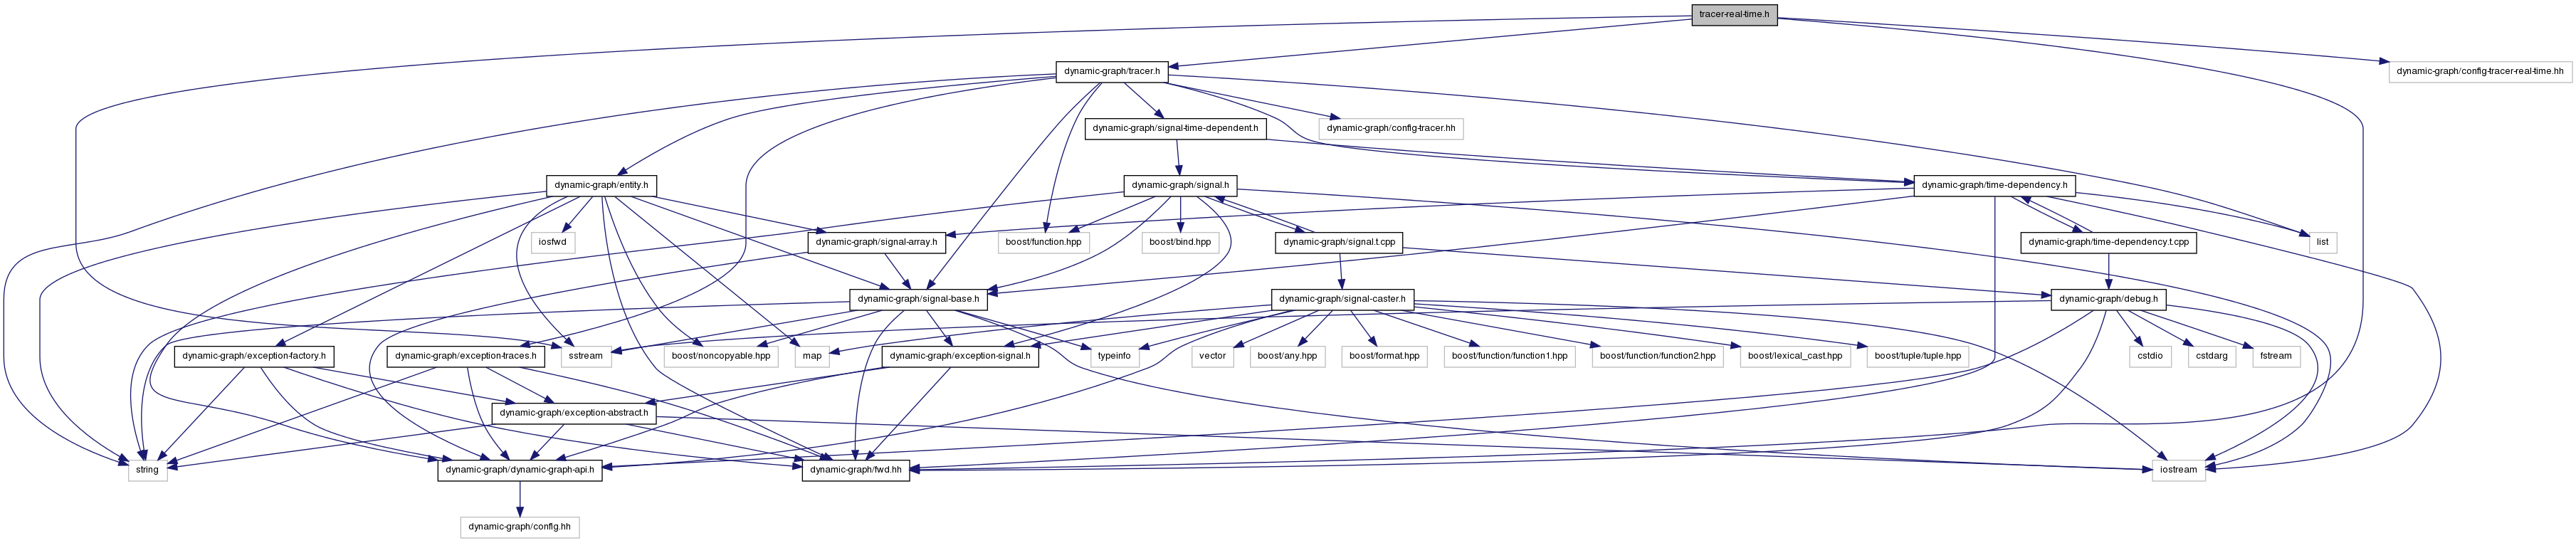 tracer-real-time.h
dynamic-graph/tracer.h
dynamic-graph/config-tracer-real-time.hh
dynamic-graph/signal-time-dependent.h
dynamic-graph/config-tracer.hh
dynamic-graph/entity.h
dynamic-graph/signal.h
dynamic-graph/time-dependency.h
iosfwd
dynamic-graph/signal-array.h
boost/function.hpp
boost/bind.hpp
dynamic-graph/signal.t.cpp
dynamic-graph/time-dependency.t.cpp
list
dynamic-graph/signal-base.h
dynamic-graph/signal-caster.h
dynamic-graph/debug.h
dynamic-graph/exception-factory.h
dynamic-graph/exception-traces.h
sstream
boost/noncopyable.hpp
map
dynamic-graph/exception-signal.h
typeinfo
vector
boost/any.hpp
boost/format.hpp
boost/function/function1.hpp
boost/function/function2.hpp
boost/lexical_cast.hpp
boost/tuple/tuple.hpp
cstdio
cstdarg
fstream
dynamic-graph/exception-abstract.h
string
dynamic-graph/dynamic-graph-api.h
dynamic-graph/fwd.hh
iostream
dynamic-graph/config.hh